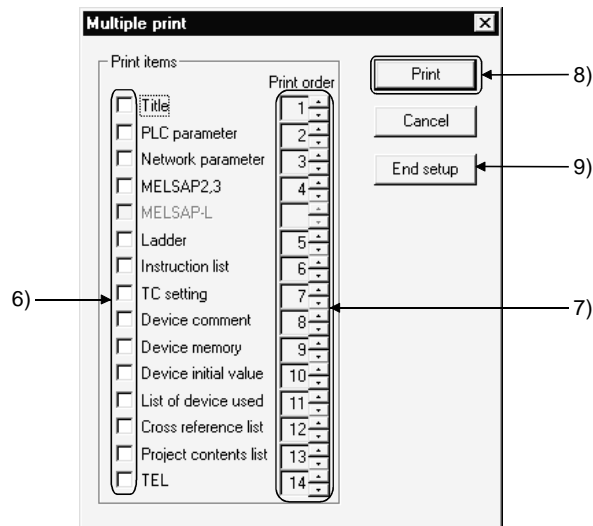 Multiple print
Print items
Print order
Print
8)
Title 1
Cancel
PLC parameter 2
Network parameter 3
End setup
9)
MELSAP2,3 4
MELSAP-L
Ladder 5
Instruction list 6
6)
TC setting 7
7)
Device comment 8
Device memory 9
Device initial value 10
List of device used 11
Cross reference list 12
Project contents list 13
TEL 14